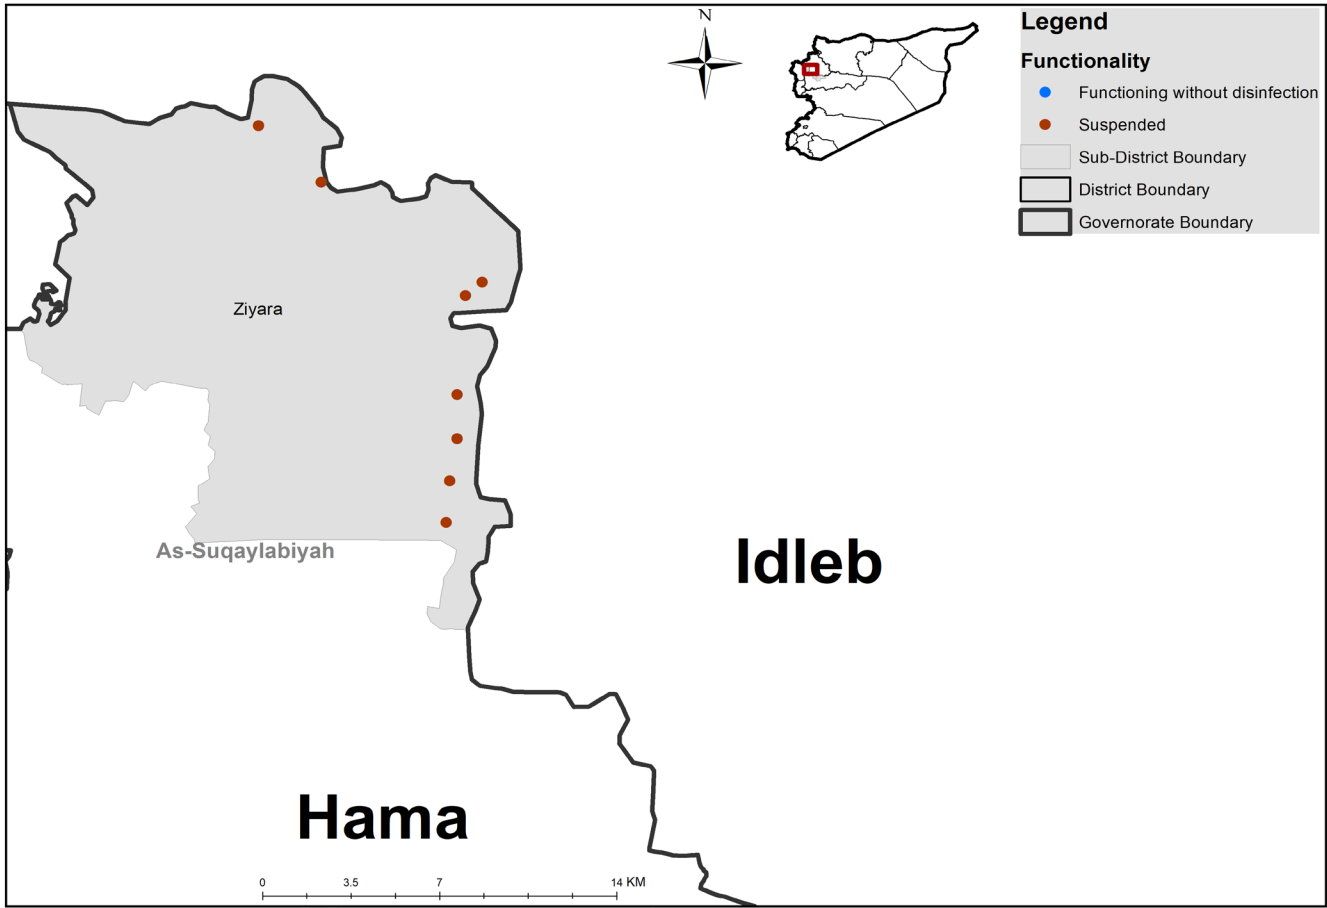 N
Legend
Functionality
Functioning without disinfection
Suspended
Sub-District Boundary
District Boundary
Governorate Boundary
Ziyara
As-Suqaylabiyah
Idleb
Hama
0 3.5 7 14 KM